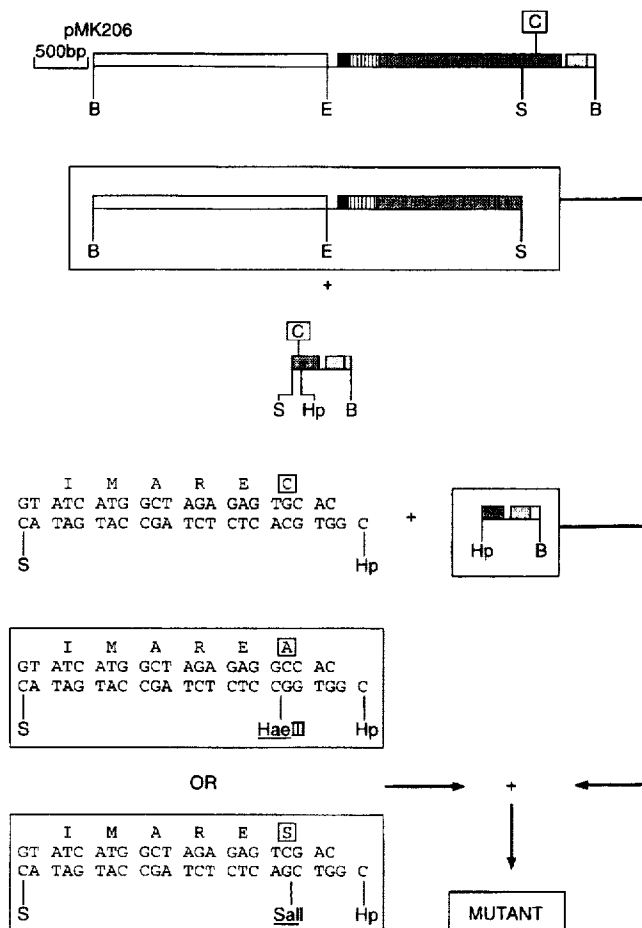 pMK206
500bp
C
B E S B
B E S
+
C
S Hp B
I M A R E C
GT ATC ATG GCT AGA GAG TGC AC
CA TAG TAC CGA TCT CTC ACG TGG C
S Hp
+
Hp B
I M A R E A
GT ATC ATG GCT AGA GAG GCC AC
CA TAG TAC CGA TCT CTC CGG TGG C
S HaeIII Hp
OR
+
I M A R E S
GT ATC ATG GCT AGA GAG TCG AC
CA TAG TAC CGA TCT CTC AGC TGG C
S SalI Hp
MUTANT